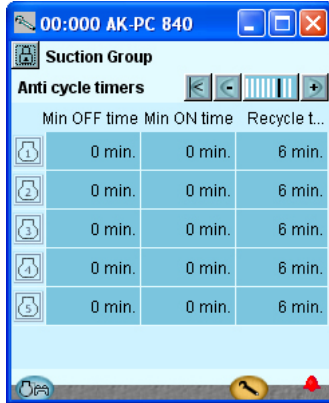 00:000 AK-PC 840
Suction Group
Anti cycle timers
Min OFF time Min ON time Recycle t...
1 0 min. 0 min. 6 min.
2 0 min. 0 min. 6 min.
3 0 min. 0 min. 6 min.
4 0 min. 0 min. 6 min.
5 0 min. 0 min. 6 min.